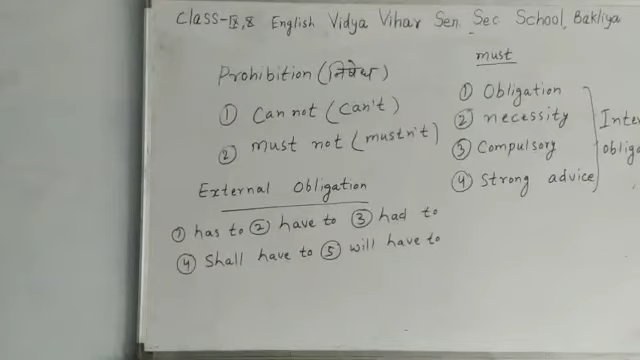 Class-IX,8 English Vidya Vihar Sen. Sec School, Bakliya
Prohibition (निषेध)
① Can not (can't)
② must not (mustn't)
External Obligation
① has to ② have to ③ had to
④ Shall have to ⑤ will have to
must
① Obligation
② necessity
③ Compulsory
④ Strong advice